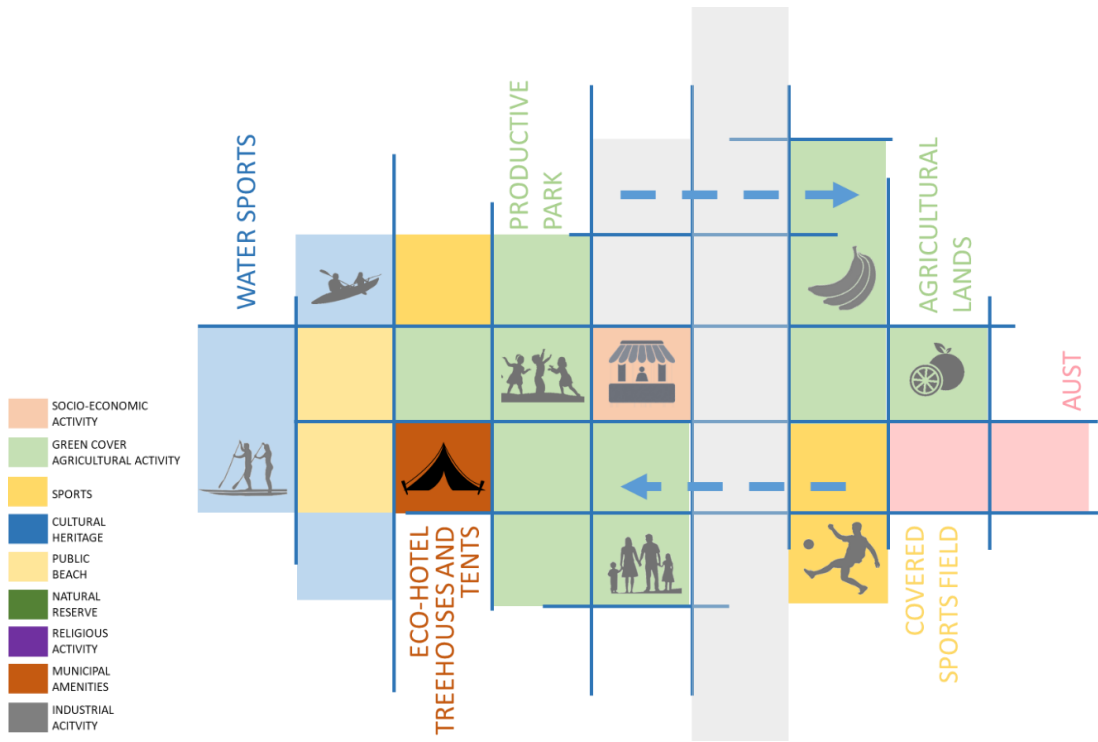 WATER SPORTS
PRODUCTIVE
PARK
AGRICULTURAL
LANDS
AUST
ECO-HOTEL
TREEHOUSES AND
TENTS
COVERED
SPORTS FIELD
SOCIO-ECONOMIC
ACTIVITY
GREEN COVER
AGRICULTURAL ACTIVITY
SPORTS
CULTURAL
HERITAGE
PUBLIC
BEACH
NATURAL
RESERVE
RELIGIOUS
ACTIVITY
MUNICIPAL
AMENITIES
INDUSTRIAL
ACITVITY